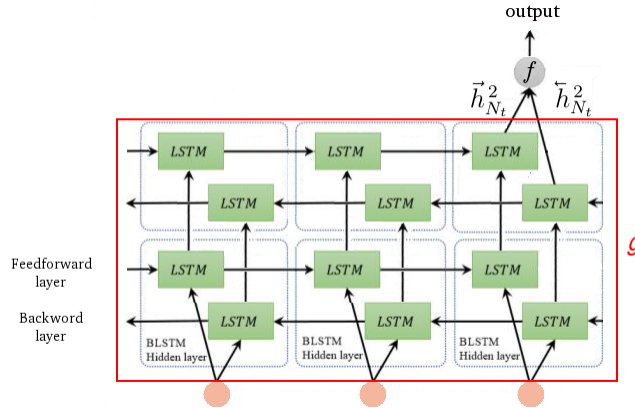 output
f
h⃗²_{N_t} h⃖²_{N_t}
LSTM LSTM LSTM
LSTM LSTM LSTM
Feedforward
layer
LSTM LSTM LSTM
Backword
layer
LSTM LSTM LSTM
BLSTM
Hidden layer
BLSTM
Hidden layer
BLSTM
Hidden layer